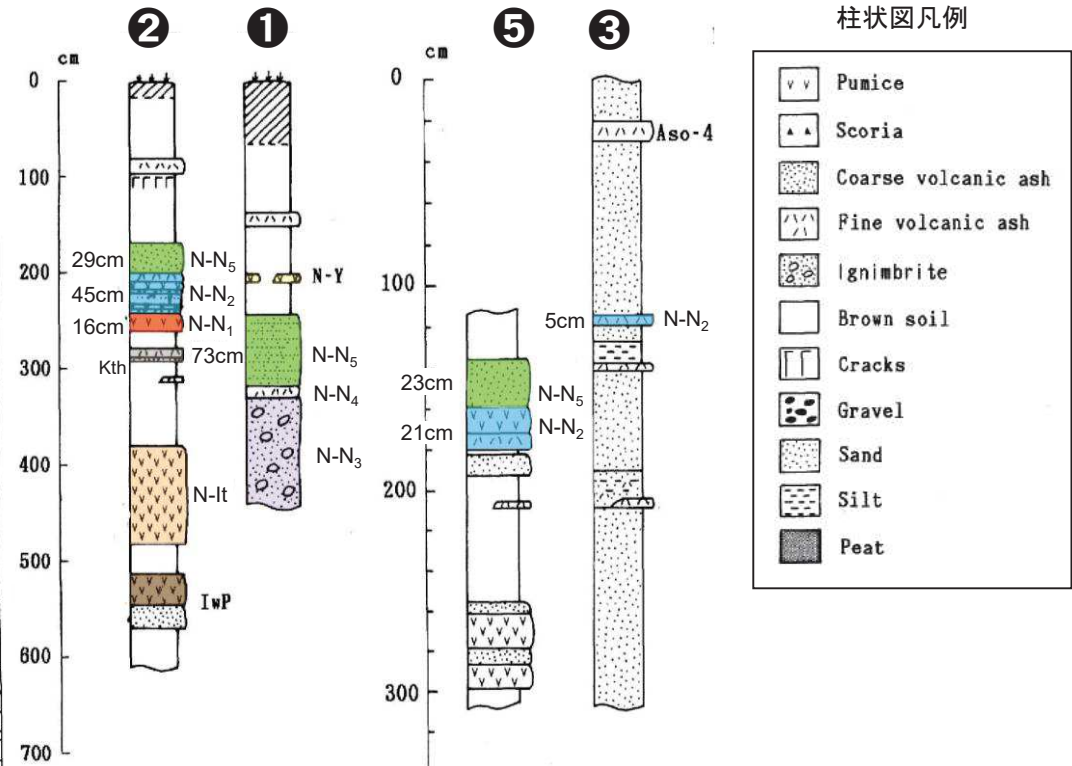 ❷
❶
❺
❸
柱状図凡例
cm
0
100
200
300
400
500
600
700
29cm
N-N5
45cm
N-N2
16cm
N-N1
Kth
N-It
IwP
N-Y
73cm
N-N5
N-N4
N-N3
cm
0
100
200
300
23cm
N-N5
21cm
N-N2
Aso-4
5cm
N-N2
Pumice
Scoria
Coarse volcanic ash
Fine volcanic ash
Ignimbrite
Brown soil
Cracks
Gravel
Sand
Silt
Peat